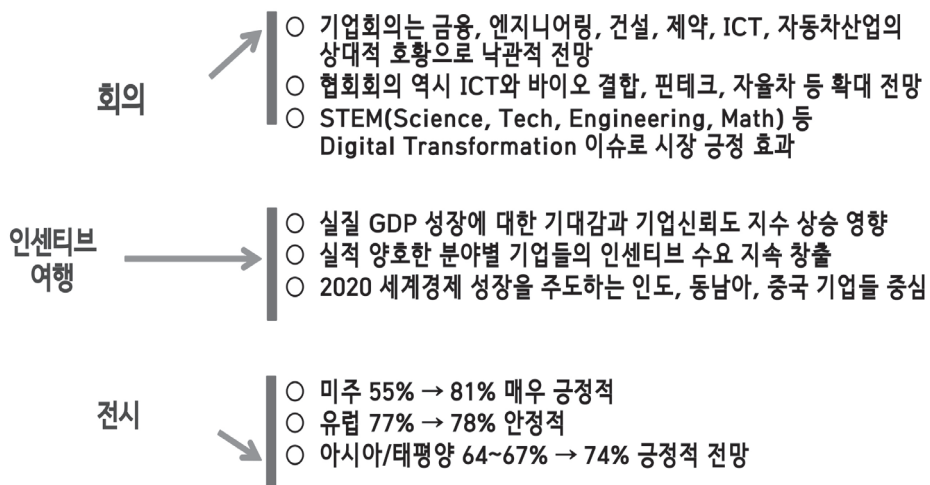 회의
○ 기업회의는 금융, 엔지니어링, 건설, 제약, ICT, 자동차산업의
상대적 호황으로 낙관적 전망
○ 협회회의 역시 ICT와 바이오 결합, 핀테크, 자율차 등 확대 전망
○ STEM(Science, Tech, Engineering, Math) 등
Digital Transformation 이슈로 시장 긍정 효과
인센티브
여행
○ 실질 GDP 성장에 대한 기대감과 기업신뢰도 지수 상승 영향
○ 실적 양호한 분야별 기업들의 인센티브 수요 지속 창출
○ 2020 세계경제 성장을 주도하는 인도, 동남아, 중국 기업들 중심
전시
○ 미주 55% → 81% 매우 긍정적
○ 유럽 77% → 78% 안정적
○ 아시아/태평양 64~67% → 74% 긍정적 전망